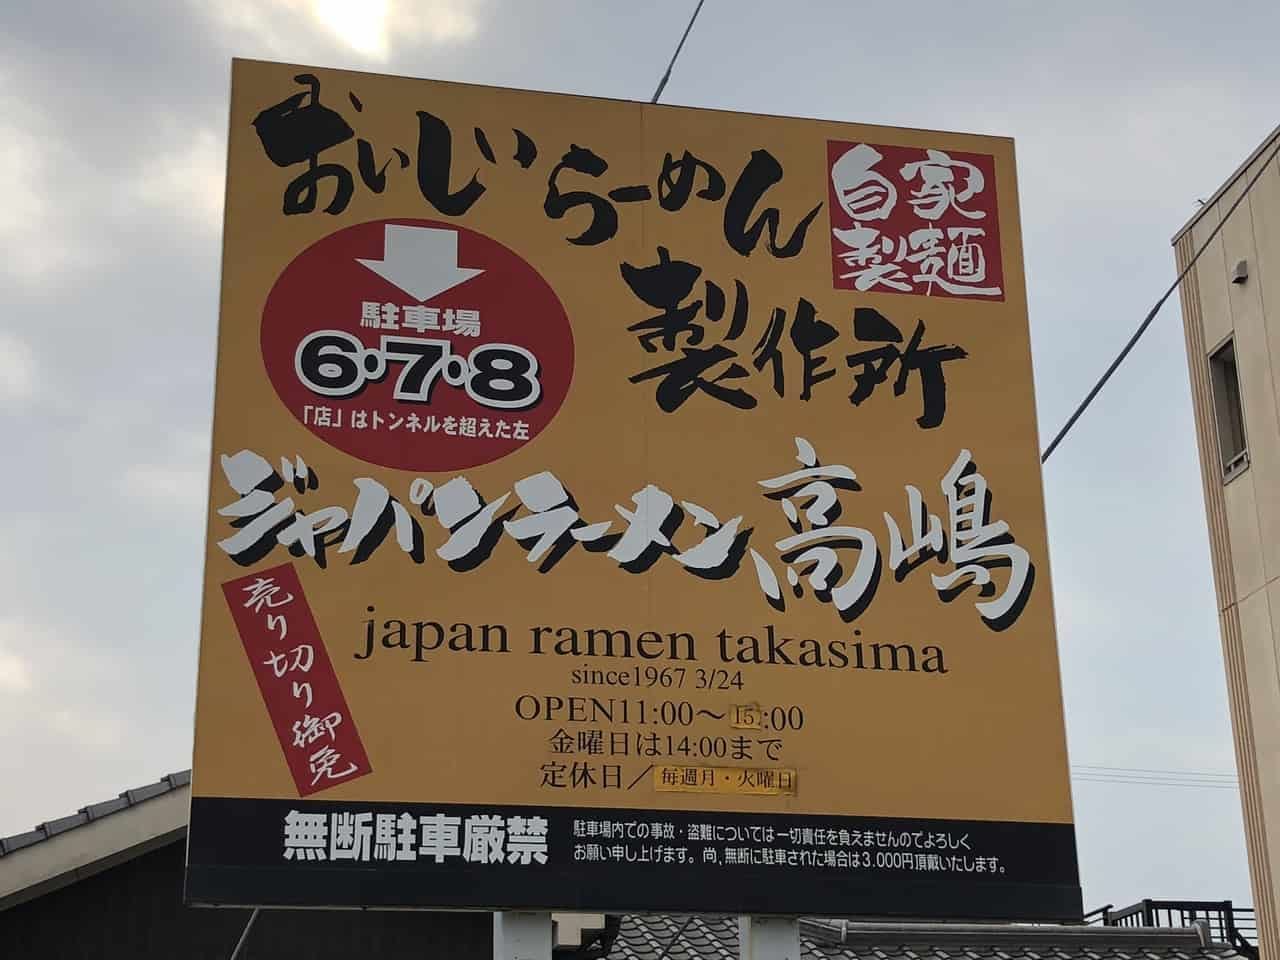 おいしいらーめん
製作所
自家
製麺
駐車場
6・7・8
「店」はトンネルを超えた左
ジャパンラーメン高嶋
売り切り御免
japan ramen takasima
since1967 3/24
OPEN11:00～15:00
金曜日は14:00まで
定休日／毎週月・火曜日
無断駐車厳禁
駐車場内での事故・盗難については一切責任を負えませんのでよろしく
お願い申し上げます。尚、無断に駐車された場合は3.000円頂戴いたします。